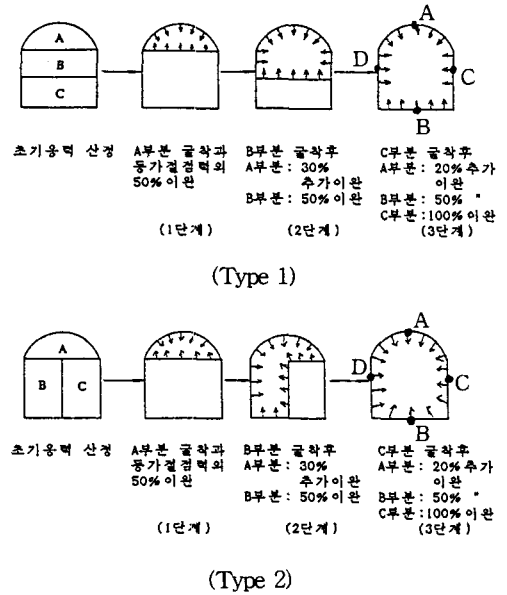 A
B
C
A
D
C
B
초기응력 산정
A부분 굴착과
등가절점력의
50%이완
(1단계)
B부분 굴착후
A부분: 30%
추가이완
B부분: 50%이완
(2단계)
C부분 굴착후
A부분: 20%추가
이완
B부분: 50% "
C부분: 100%이완
(3단계)
(Type 1)
A
B
C
A
D
C
B
초기응력 산정
A부분 굴착과
등가절점력의
50%이완
(1단계)
B부분 굴착후
A부분: 30%
추가이완
B부분: 50%이완
(2단계)
C부분 굴착후
A부분: 20%추가
이완
B부분: 50% "
C부분: 100%이완
(3단계)
(Type 2)